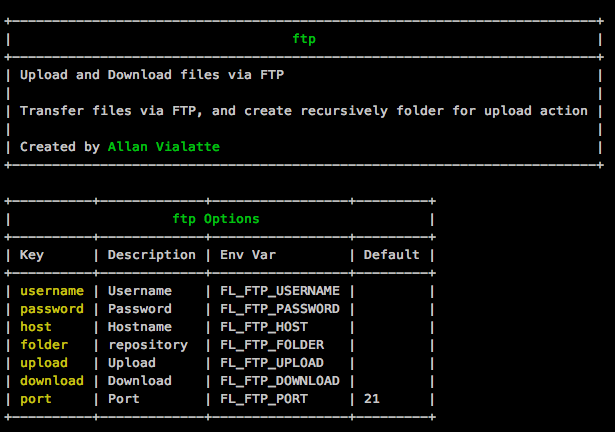 ftp
Upload and Download files via FTP
Transfer files via FTP, and create recursively folder for upload action
Created by Allan Vialatte
ftp Options
Key | Description | Env Var | Default
username | Username | FL_FTP_USERNAME |
password | Password | FL_FTP_PASSWORD |
host | Hostname | FL_FTP_HOST |
folder | repository | FL_FTP_FOLDER |
upload | Upload | FL_FTP_UPLOAD |
download | Download | FL_FTP_DOWNLOAD |
port | Port | FL_FTP_PORT | 21